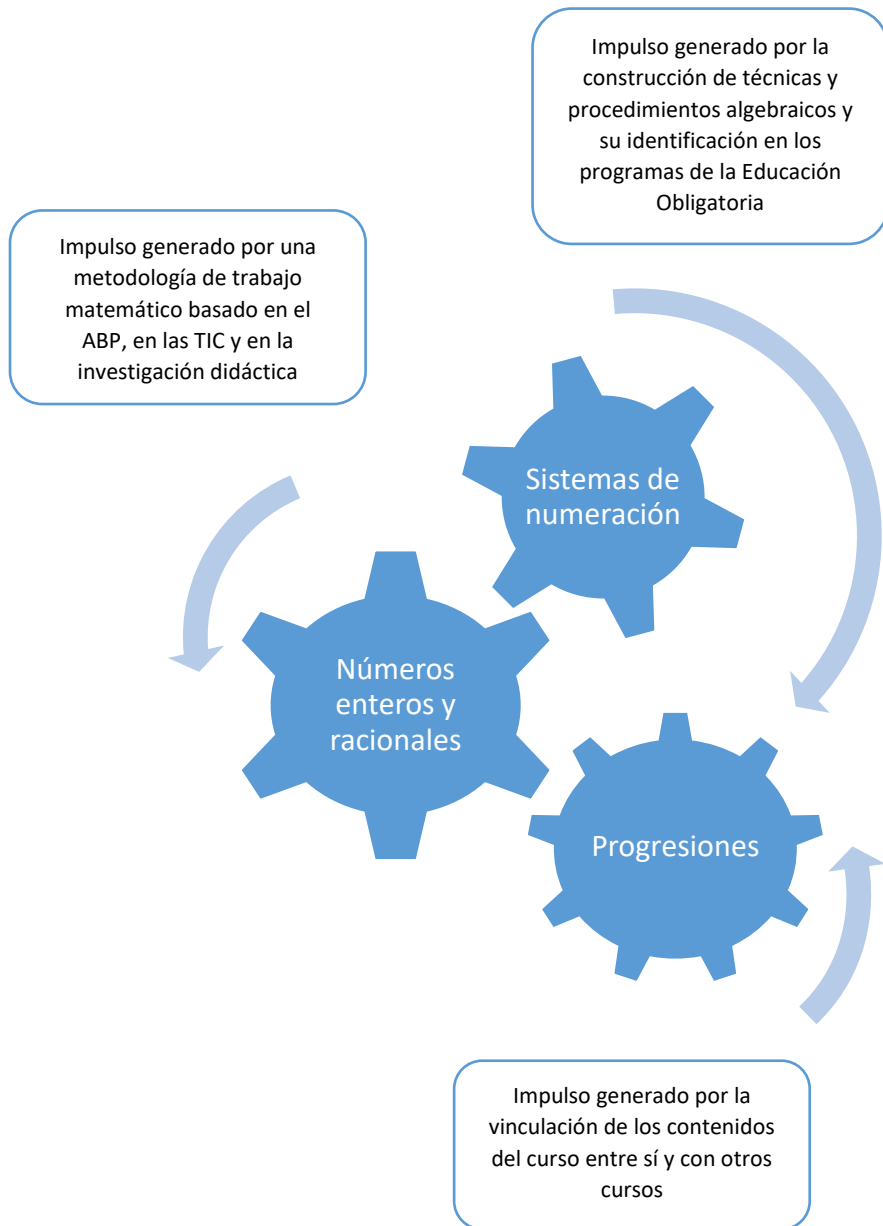 Impulso generado por la
construcción de técnicas y
procedimientos algebraicos y
su identificación en los
programas de la Educación
Obligatoria
Impulso generado por una
metodología de trabajo
matemático basado en el
ABP, en las TIC y en la
investigación didáctica
Sistemas de
numeración
Números
enteros y
racionales
Progresiones
Impulso generado por la
vinculación de los contenidos
del curso entre sí y con otros
cursos